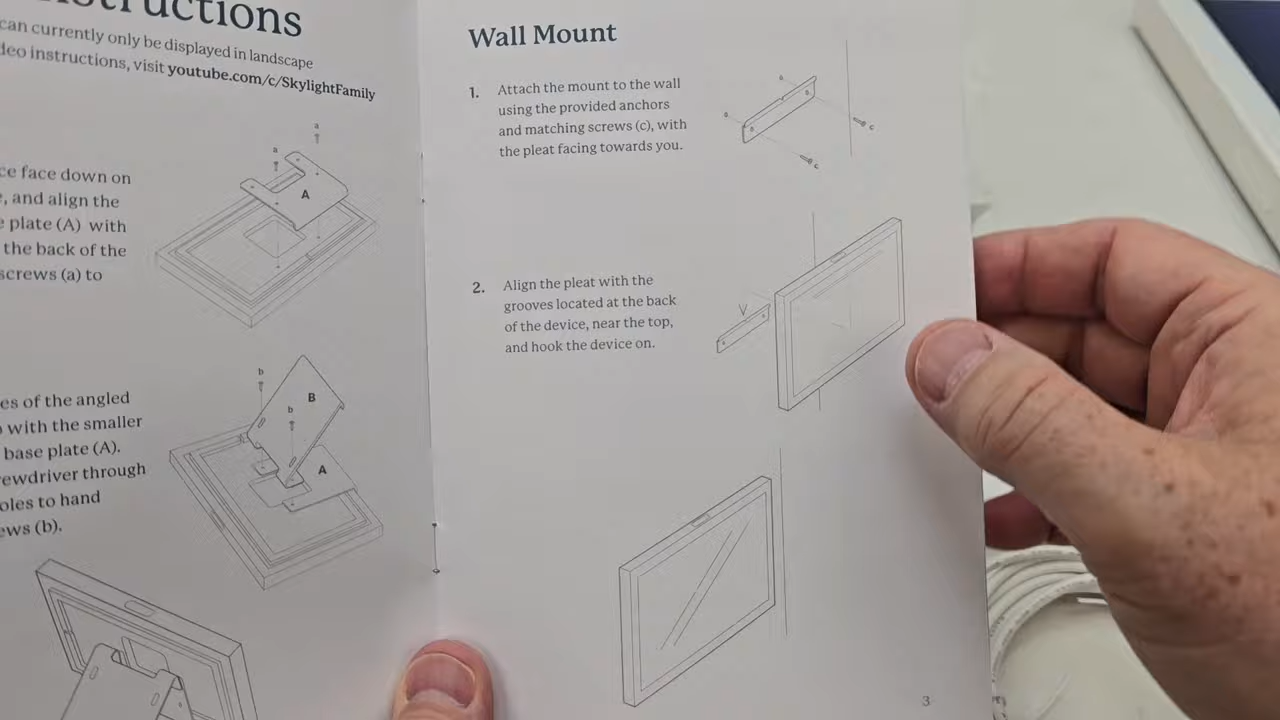 structions
can currently only be displayed in landscape
deo instructions, visit youtube.com/c/SkylightFamily
a
a
A
ce face down on
e, and align the
e plate (A) with
the back of the
screws (a) to
b
b
B
A
es of the angled
with the smaller
base plate (A).
ewdriver through
oles to hand
ews (b).
Wall Mount
1. Attach the mount to the wall
using the provided anchors
and matching screws (c), with
the pleat facing towards you.
c
c
2. Align the pleat with the
grooves located at the back
of the device, near the top,
and hook the device on.
3